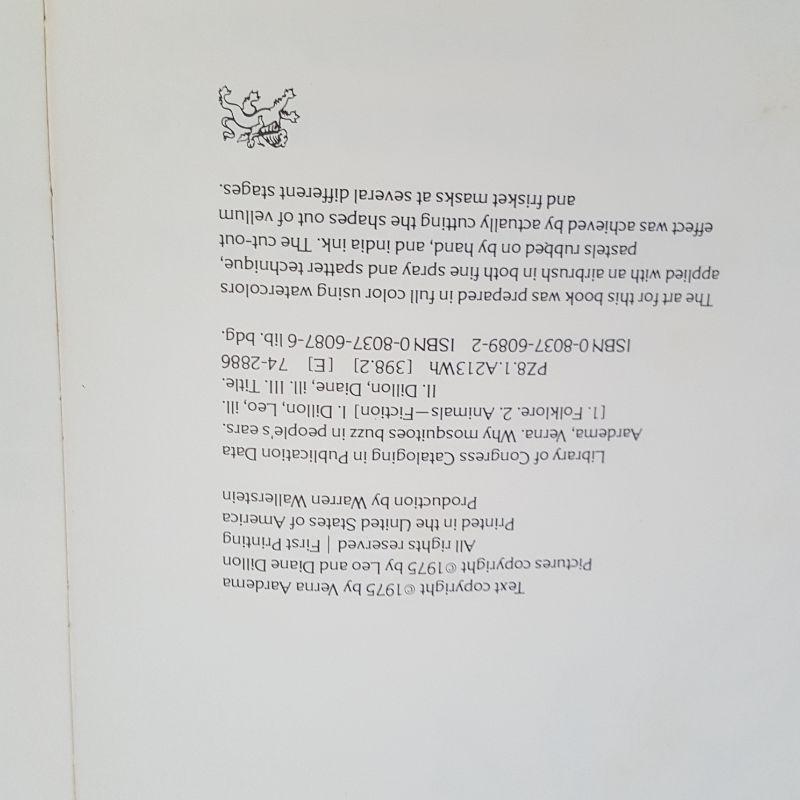 Text copyright ©1975 by Verna Aardema
Pictures copyright ©1975 by Leo and Diane Dillon
All rights reserved | First Printing
Printed in the United States of America
Production by Warren Wallerstein
Library of Congress Cataloging in Publication Data
Aardema, Verna. Why mosquitoes buzz in people's ears.
[1. Folklore. 2. Animals—Fiction] I. Dillon, Leo, ill.
II. Dillon, Diane, ill. III. Title.
PZ8.1.A213Wh [398.2] [E] 74-2886
ISBN 0-8037-6089-2 ISBN 0-8037-6087-6 lib. bdg.
The art for this book was prepared in full color using watercolors
applied with an airbrush in both fine spray and spatter technique,
pastels rubbed on by hand, and india ink. The cut-out
effect was achieved by actually cutting the shapes out of vellum
and frisket masks at several different stages.